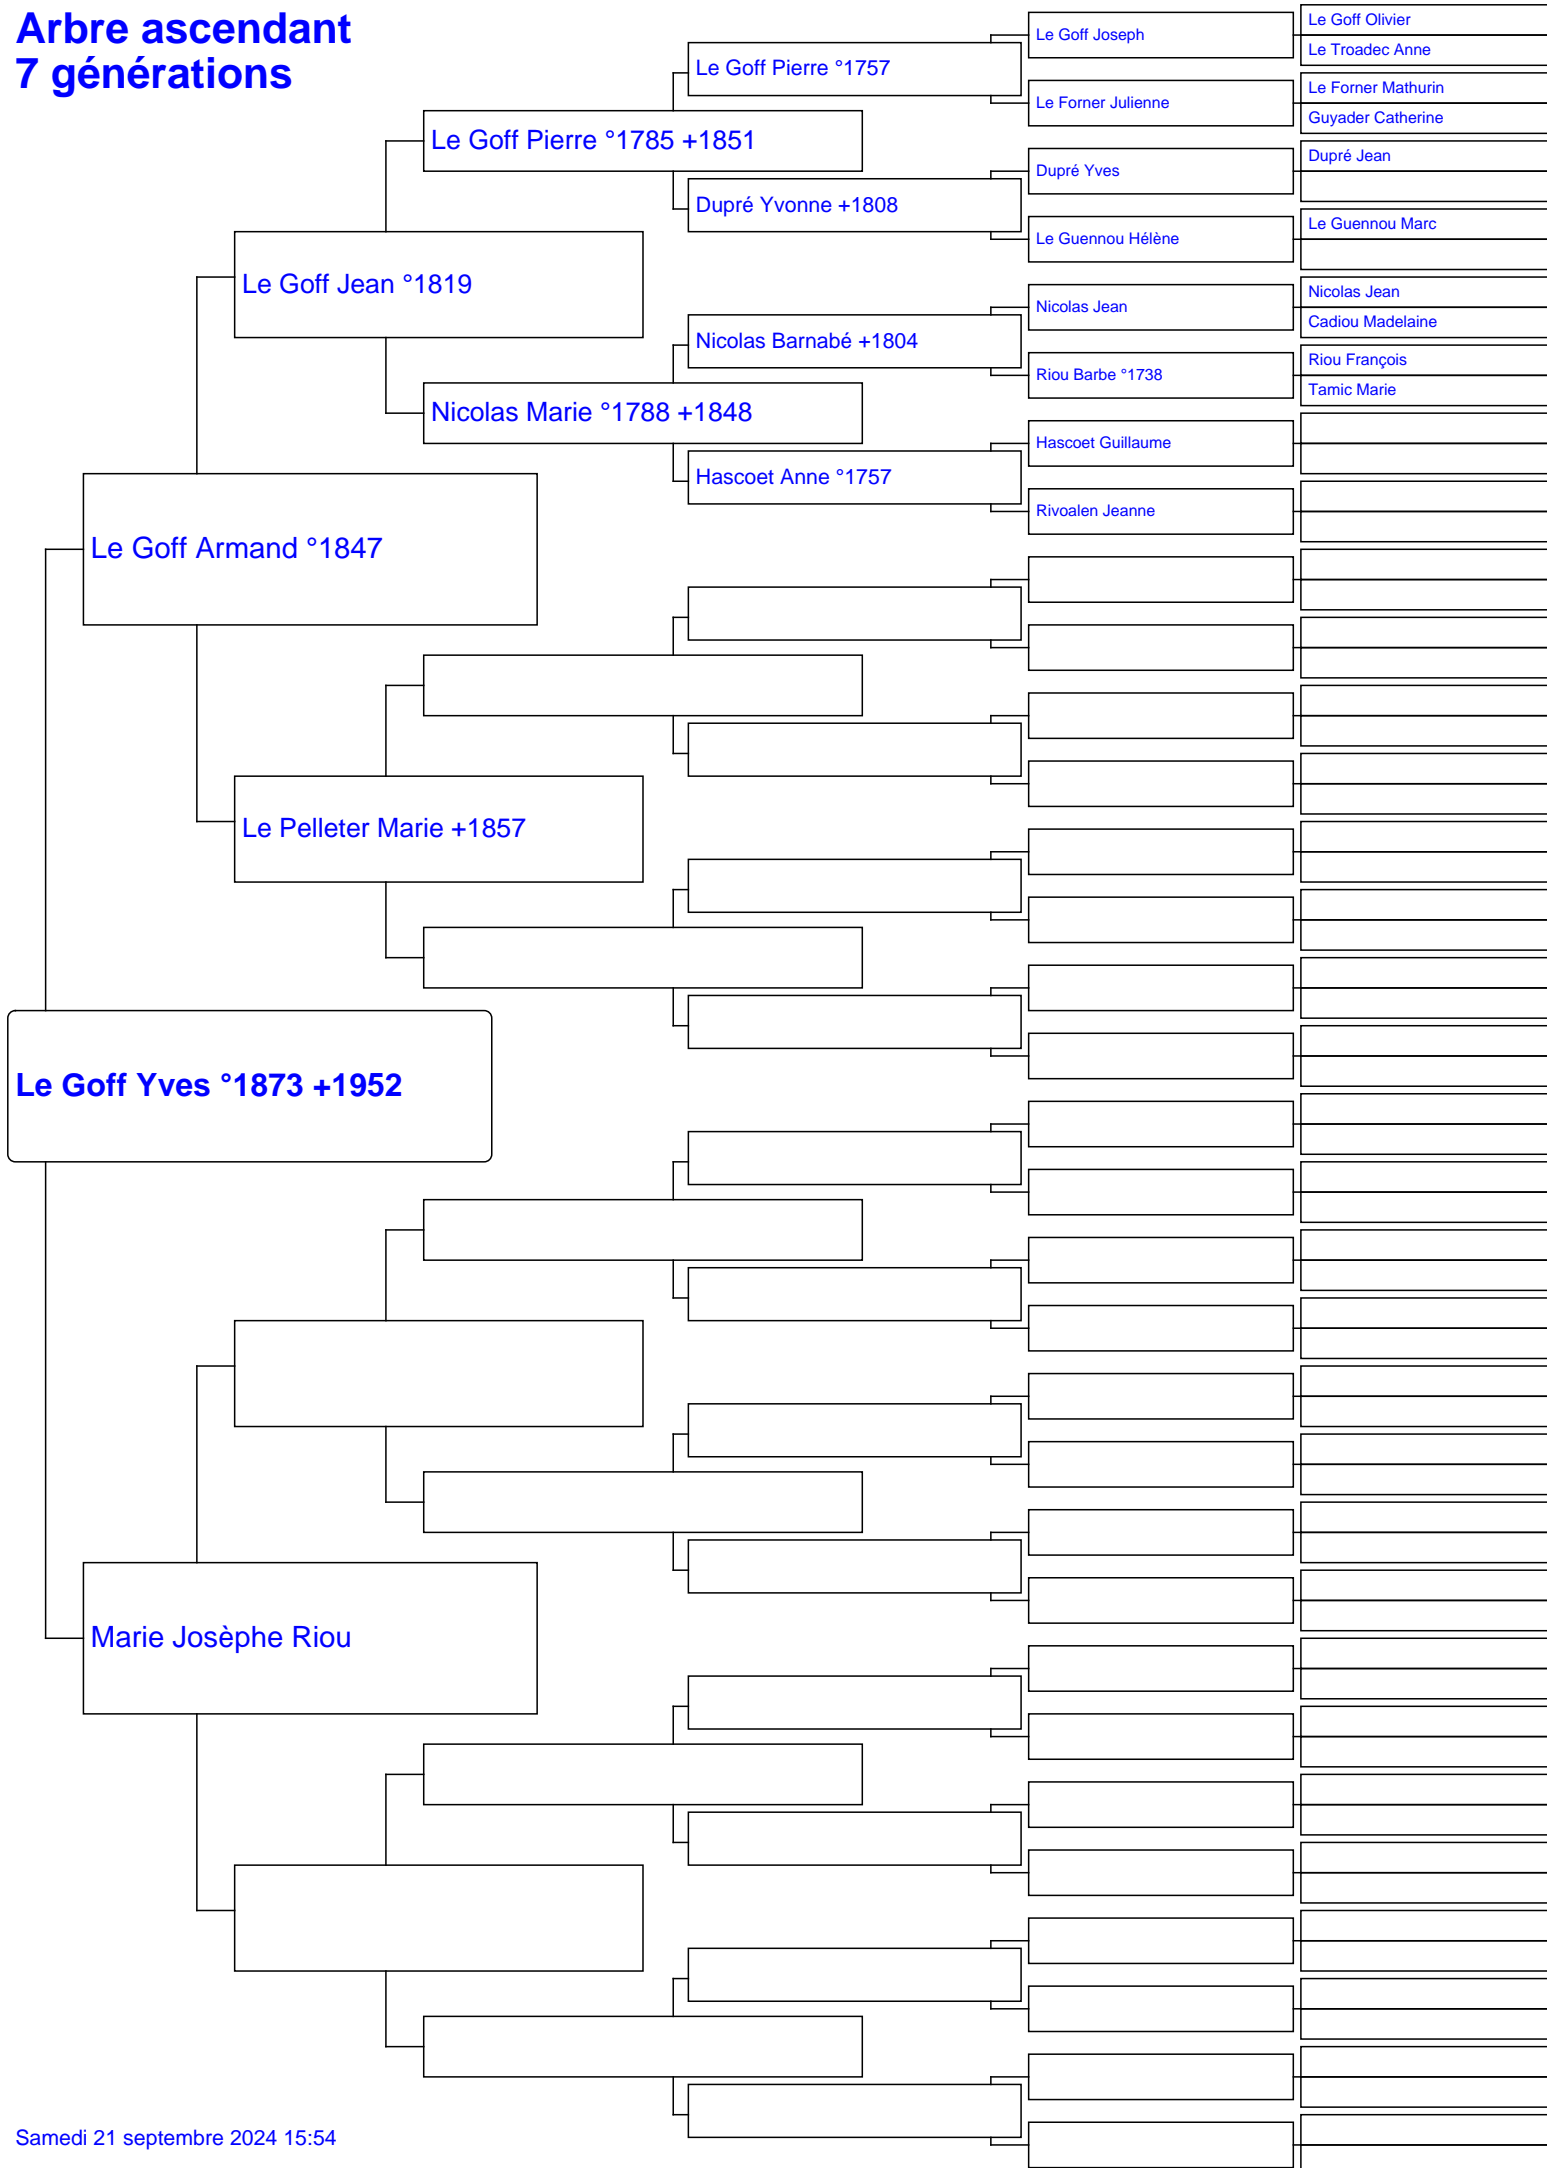 Arbre ascendant
7 générations
Le Goff Yves °1873 +1952
Le Goff Armand °1847
Marie Josèphe Riou
Le Goff Jean °1819
Le Pelleter Marie +1857
Le Goff Pierre °1785 +1851
Nicolas Marie °1788 +1848
Le Goff Pierre °1757
Dupré Yvonne +1808
Nicolas Barnabé +1804
Hascoet Anne °1757
Le Goff Joseph
Le Forner Julienne
Dupré Yves
Le Guennou Hélène
Nicolas Jean
Riou Barbe °1738
Hascoet Guillaume
Rivoalen Jeanne
Le Goff Olivier
Le Troadec Anne
Le Forner Mathurin
Guyader Catherine
Dupré Jean
Le Guennou Marc
Nicolas Jean
Cadiou Madelaine
Riou François
Tamic Marie
Samedi 21 septembre 2024 15:54